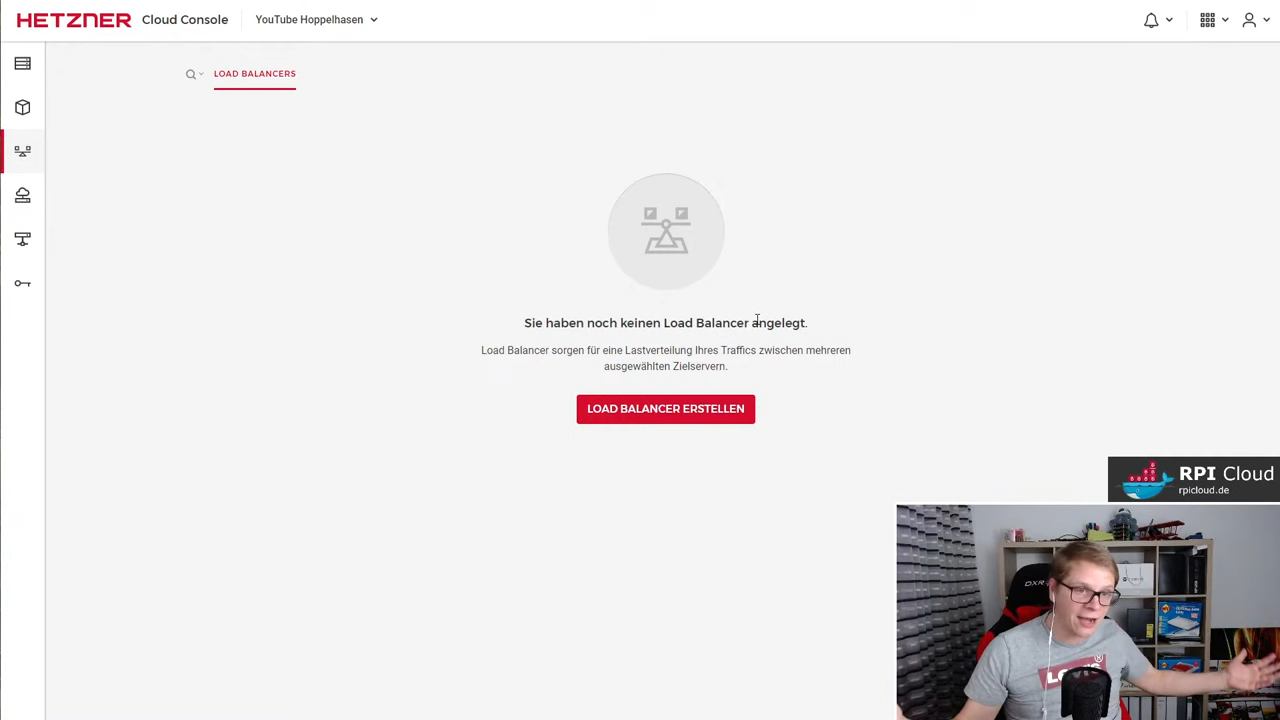 HETZNER Cloud Console YouTube Hoppelhasen
LOAD BALANCERS
Sie haben noch keinen Load Balancer angelegt.
Load Balancer sorgen für eine Lastverteilung Ihres Traffics zwischen mehreren
ausgewählten Zielservern.
LOAD BALANCER ERSTELLEN
RPI Cloud
rpicloud.de
DXR